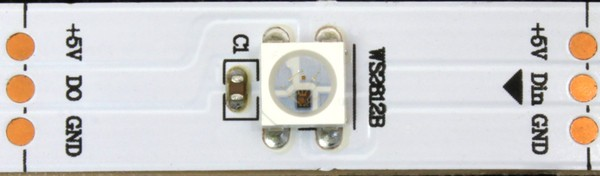 +5V
DO
GND
C1
WS2812B
+5V
Din
GND